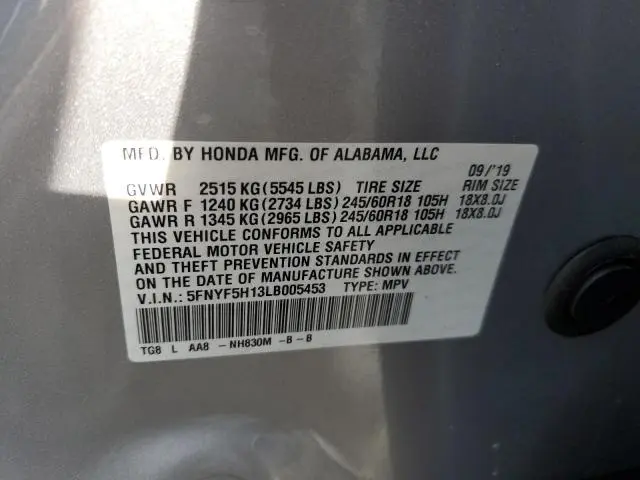 MFD. BY HONDA MFG. OF ALABAMA, LLC 09/'19
GVWR 2515 KG(5545 LBS) TIRE SIZE RIM SIZE
GAWR F 1240 KG(2734 LBS)245/60R18 105H 18X8.0J
GAWR R 1345 KG(2965 LBS)245/60R18 105H 18X8.0J
THIS VEHICLE CONFORMS TO ALL APPLICABLE
FEDERAL MOTOR VEHICLE SAFETY
AND THEFT PREVENTION STANDARDS IN EFFECT
ON THE DATE OF MANUFACTURE SHOWN ABOVE.
V.I.N.: 5FNYF5H13LB005453 TYPE: MPV
TG8 L AA8 -NH830M -B-B